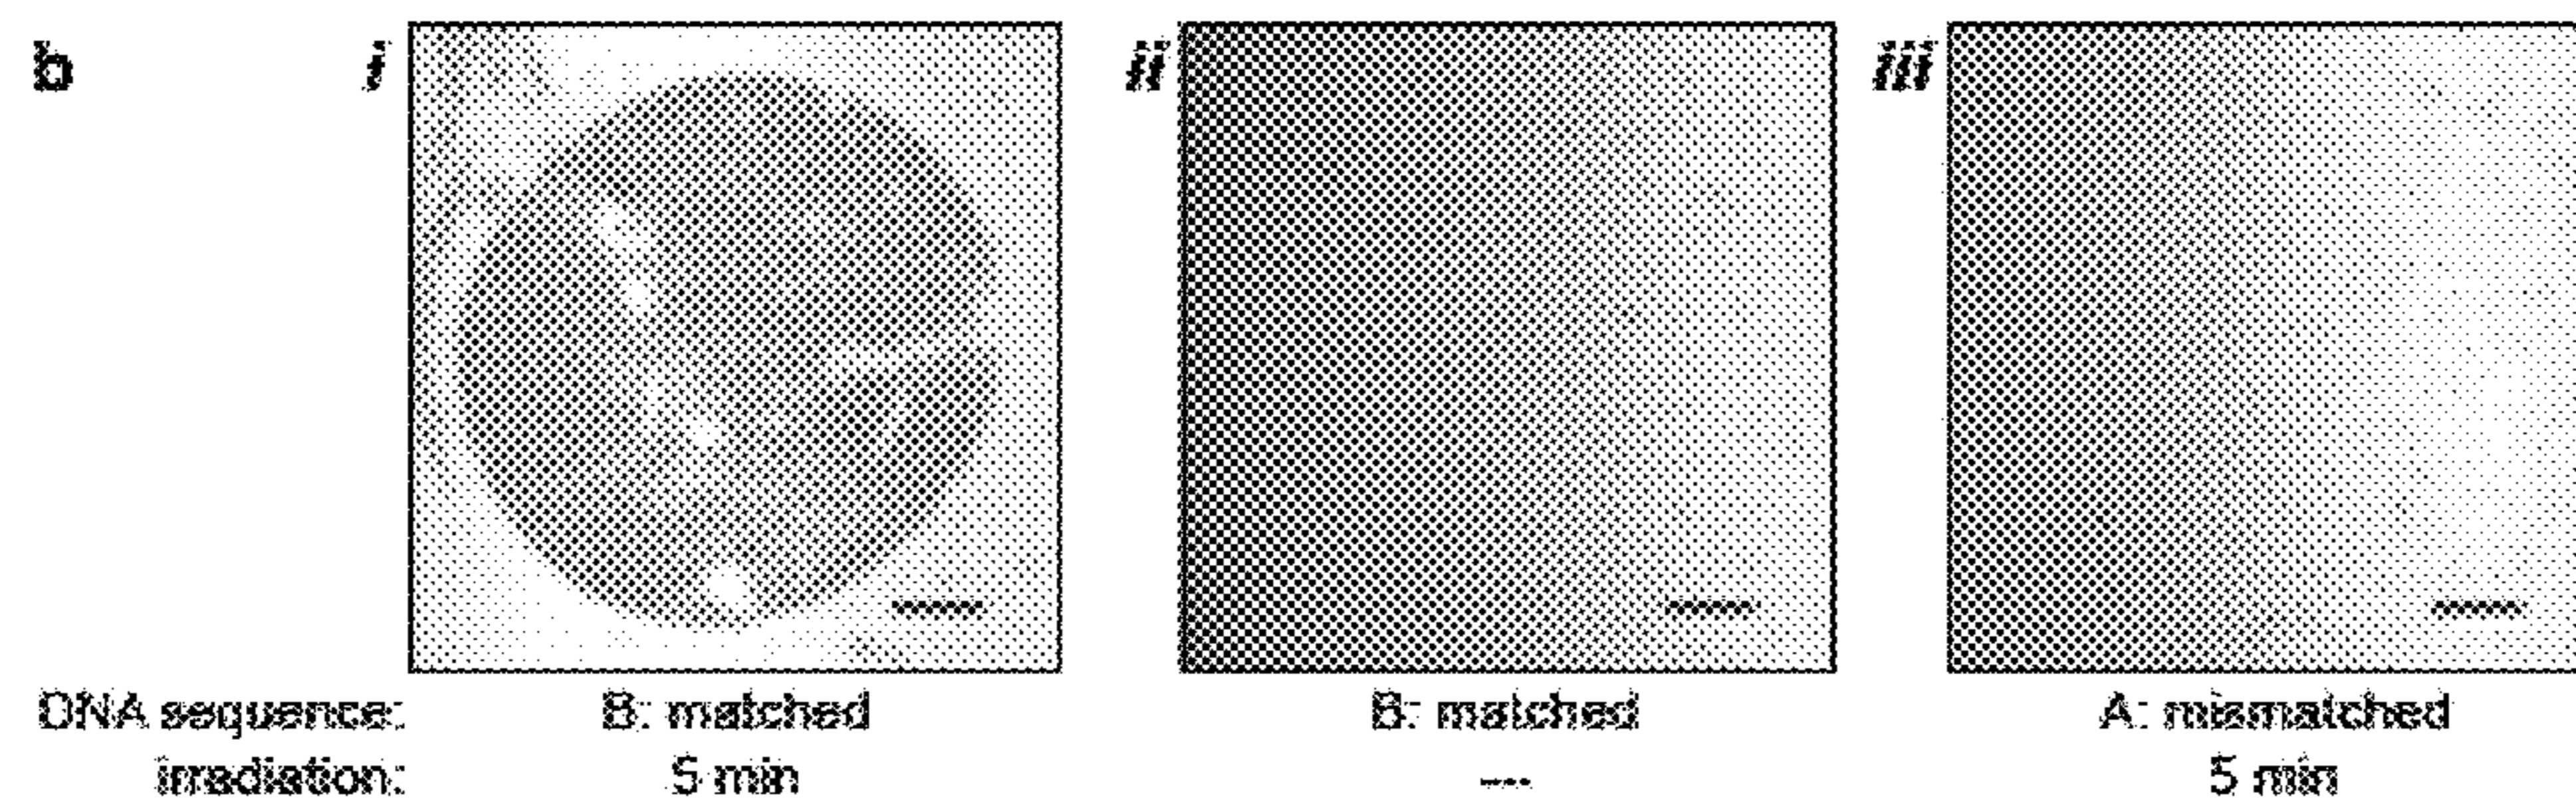 b i ii iii
DNA sequence: B: matched B: matched A: mismatched
irradiation: 5 min --- 5 min